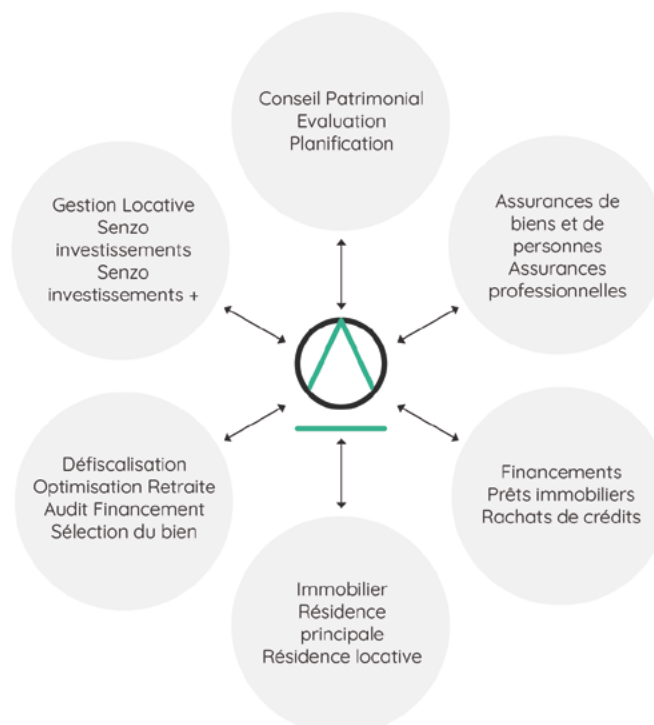 Conseil Patrimonial
Evaluation
Planification
Gestion Locative
Senzo
investissements
Senzo
investissements +
Assurances de
biens et de
personnes
Assurances
professionnelles
Défiscalisation
Optimisation Retraite
Audit Financement
Sélection du bien
Financements
Prêts immobiliers
Rachats de crédits
Immobilier
Résidence
principale
Résidence locative